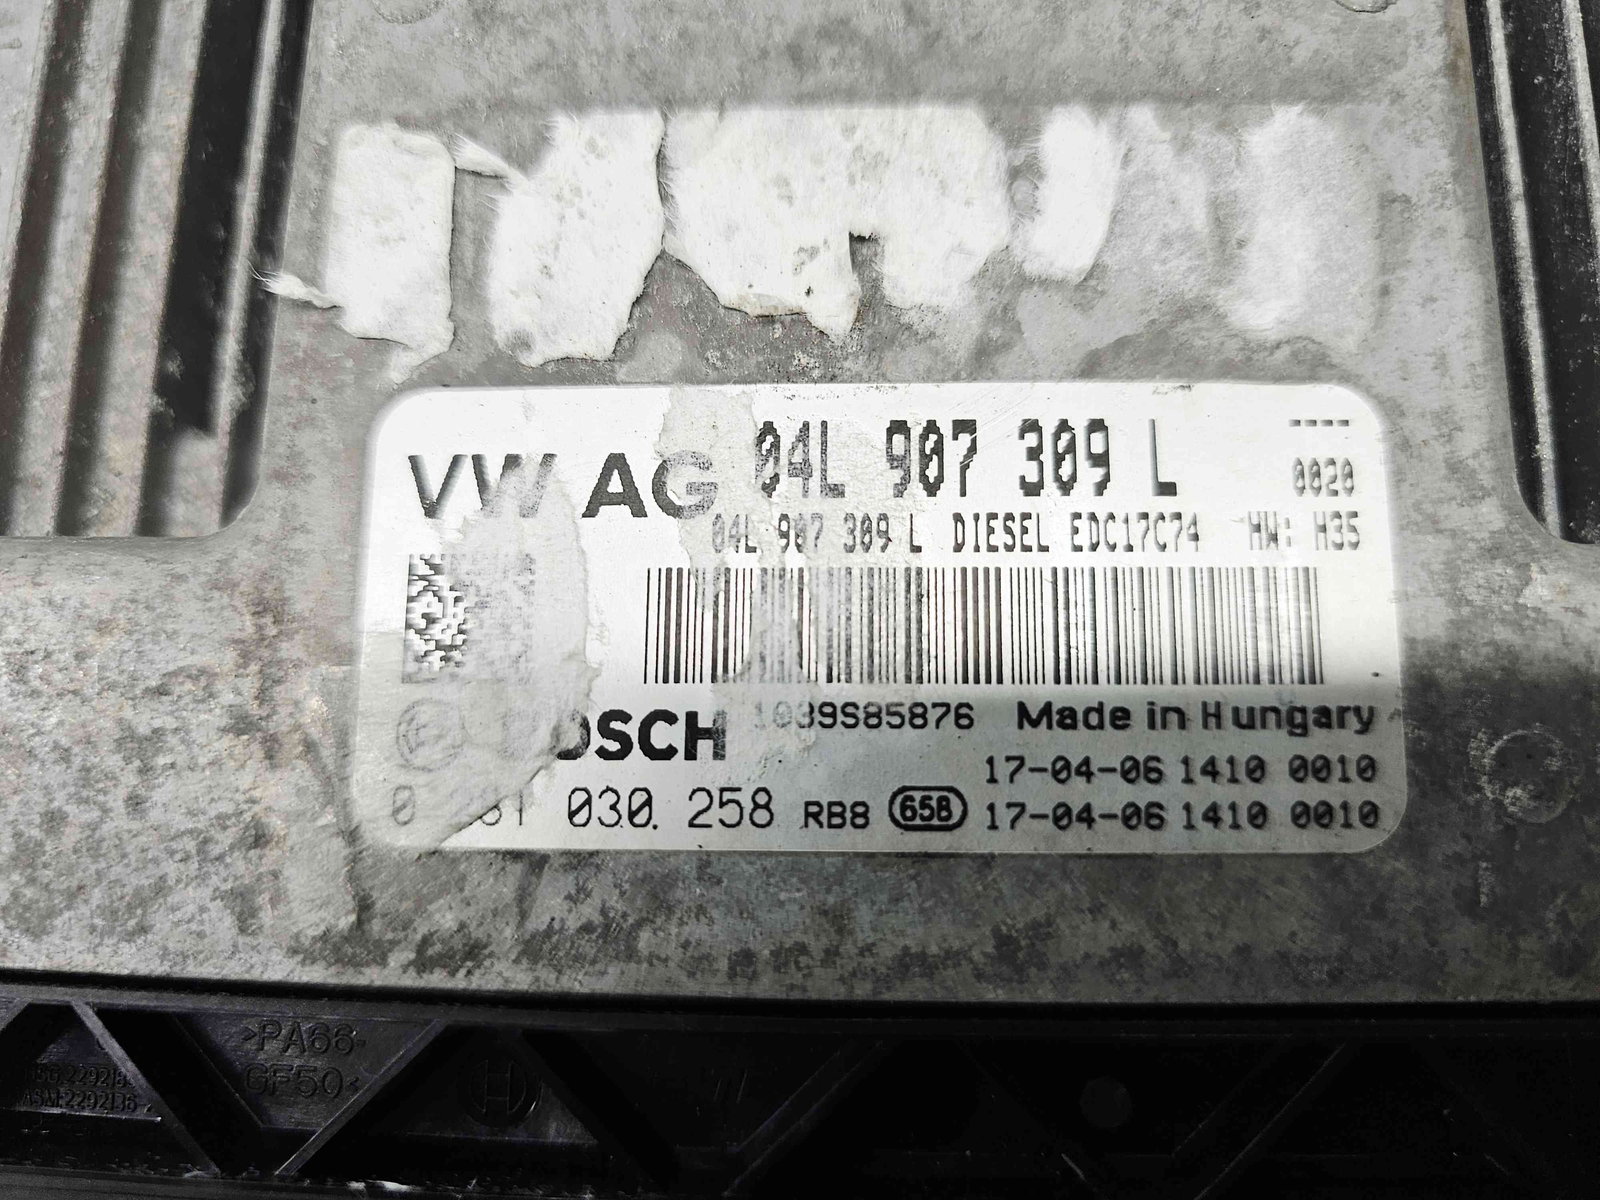 VW AG 04L 907 309 L ----
0020
04L 907 309 L DIESEL EDC17C74 HW: H35
BOSCH 1039S85876 Made in Hungary
17-04-06 1410 0010
030 258 RB8 65B 17-04-06 1410 0010
>PA66-
GF50<